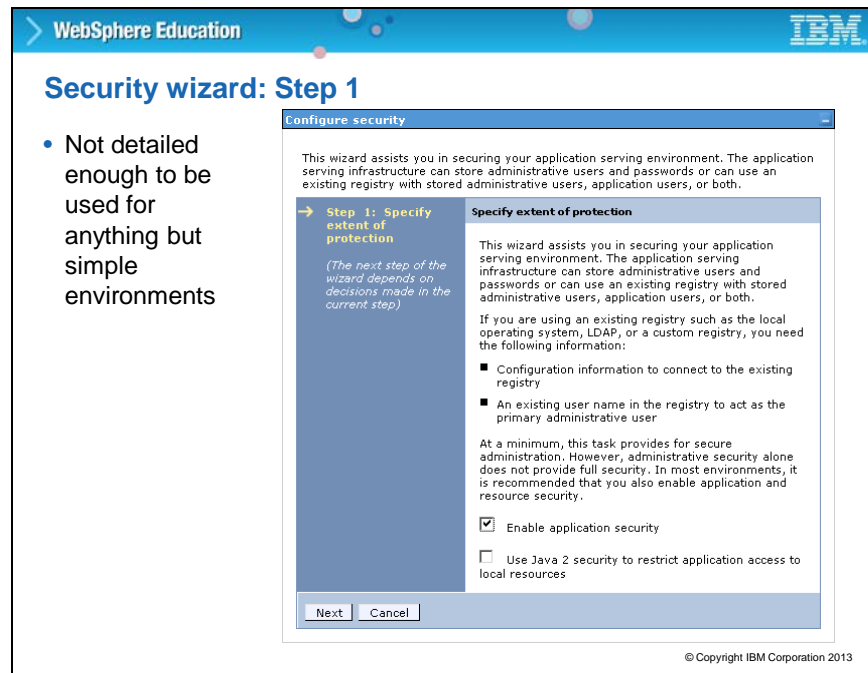 WebSphere Education
IBM
Security wizard: Step 1
• Not detailed
enough to be
used for
anything but
simple
environments
Configure security
This wizard assists you in securing your application serving environment. The application
serving infrastructure can store administrative users and passwords or can use an
existing registry with stored administrative users, application users, or both.
Step 1: Specify
extent of
protection
(The next step of the
wizard depends on
decisions made in the
current step)
Specify extent of protection
This wizard assists you in securing your application
serving environment. The application serving
infrastructure can store administrative users and
passwords or can use an existing registry with stored
administrative users, application users, or both.
If you are using an existing registry such as the local
operating system, LDAP, or a custom registry, you need
the following information:
Configuration information to connect to the existing
registry
An existing user name in the registry to act as the
primary administrative user
At a minimum, this task provides for secure
administration. However, administrative security alone
does not provide full security. In most environments, it
is recommended that you also enable application and
resource security.
Enable application security
Use Java 2 security to restrict application access to
local resources
Next Cancel
© Copyright IBM Corporation 2013